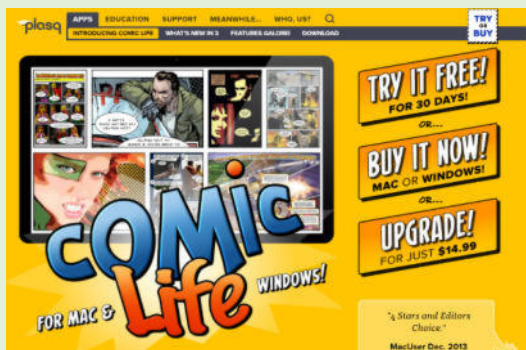 plasq
APPS EDUCATION SUPPORT MEANWHILE... WHO, US?
INTRODUCING COMIC LIFE WHAT'S NEW IN 3 FEATURES GALORE! DOWNLOAD
TRY
OR
BUY
TRY IT FREE!
FOR 30 DAYS!
OR...
BUY IT NOW!
MAC OR WINDOWS!
OR...
UPGRADE!
FOR JUST $14.99
COMIC
Life
FOR MAC &
WINDOWS!
"4 Stars and Editors
Choice."
MacUser Dec. 2013